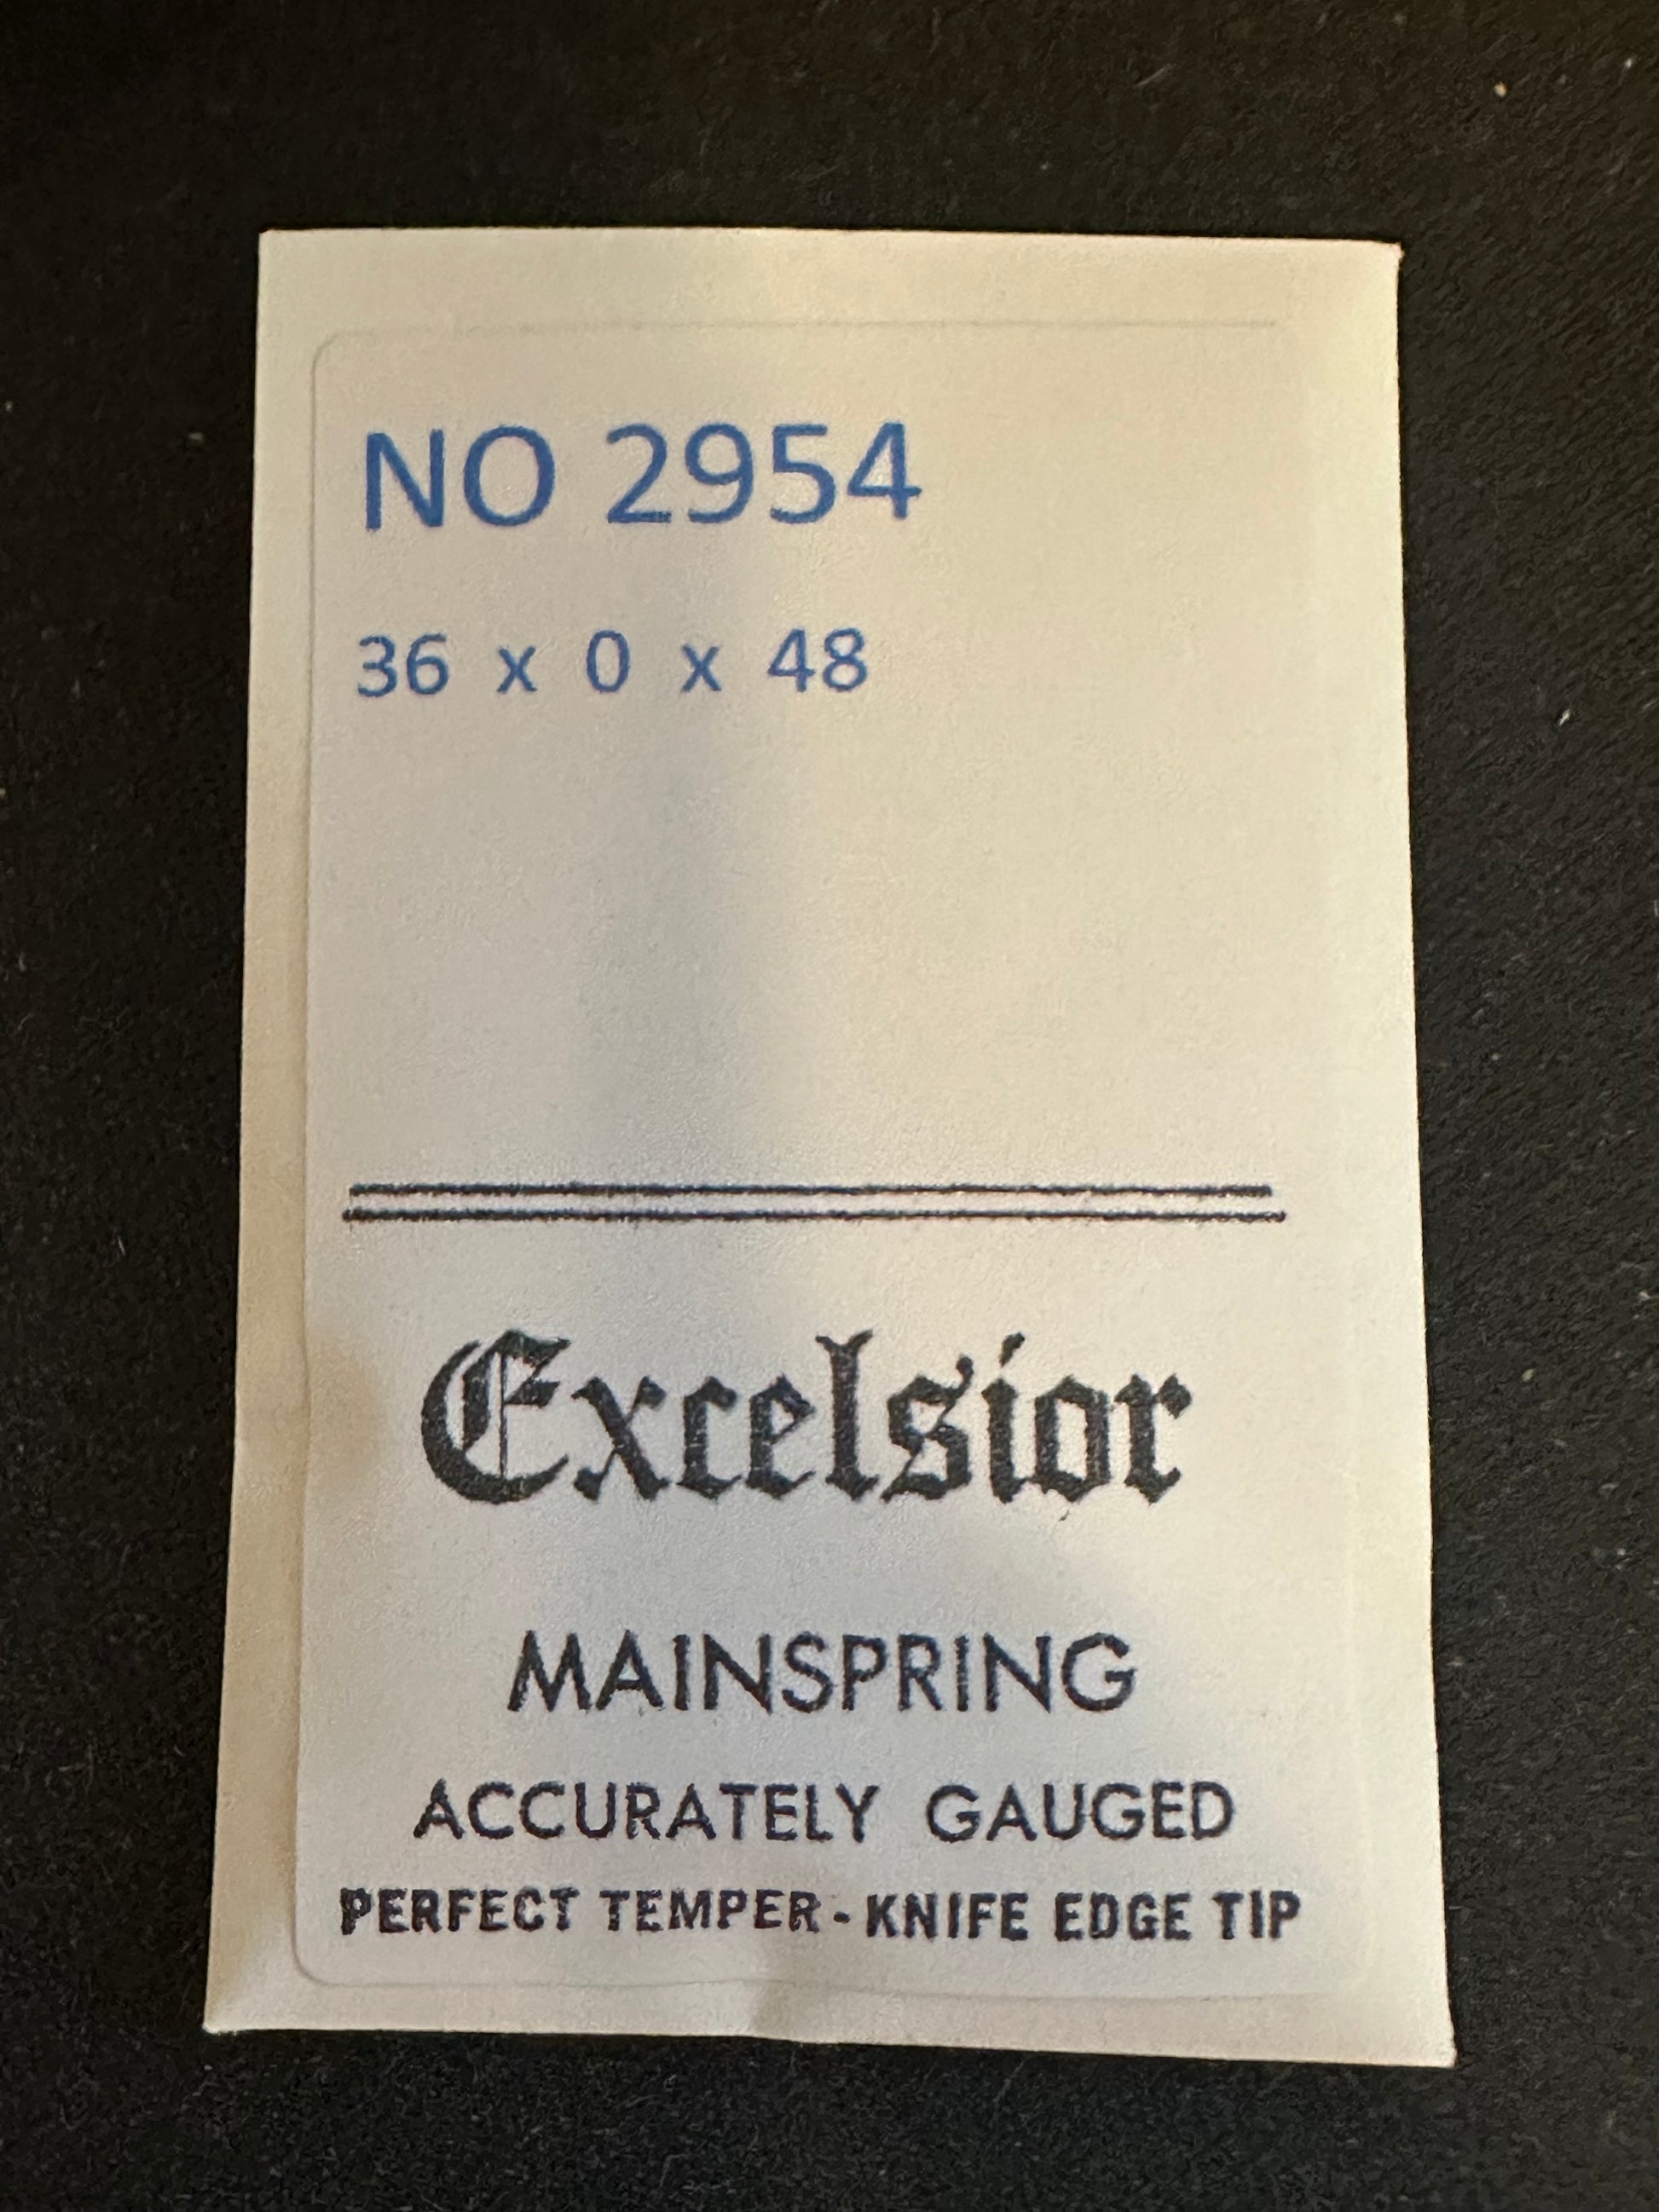 NO 2954
36 x 0 x 48
Excelsior
MAINSPRING
ACCURATELY GAUGED
PERFECT TEMPER - KNIFE EDGE TIP